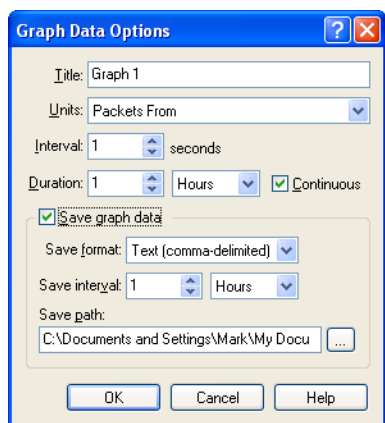 Graph Data Options
Title: Graph 1
Units: Packets From
Interval: 1 seconds
Duration: 1 Hours Continuous
Save graph data
Save format: Text (comma-delimited)
Save interval: 1 Hours
Save path:
C:\Documents and Settings\Mark\My Docu ...
OK Cancel Help